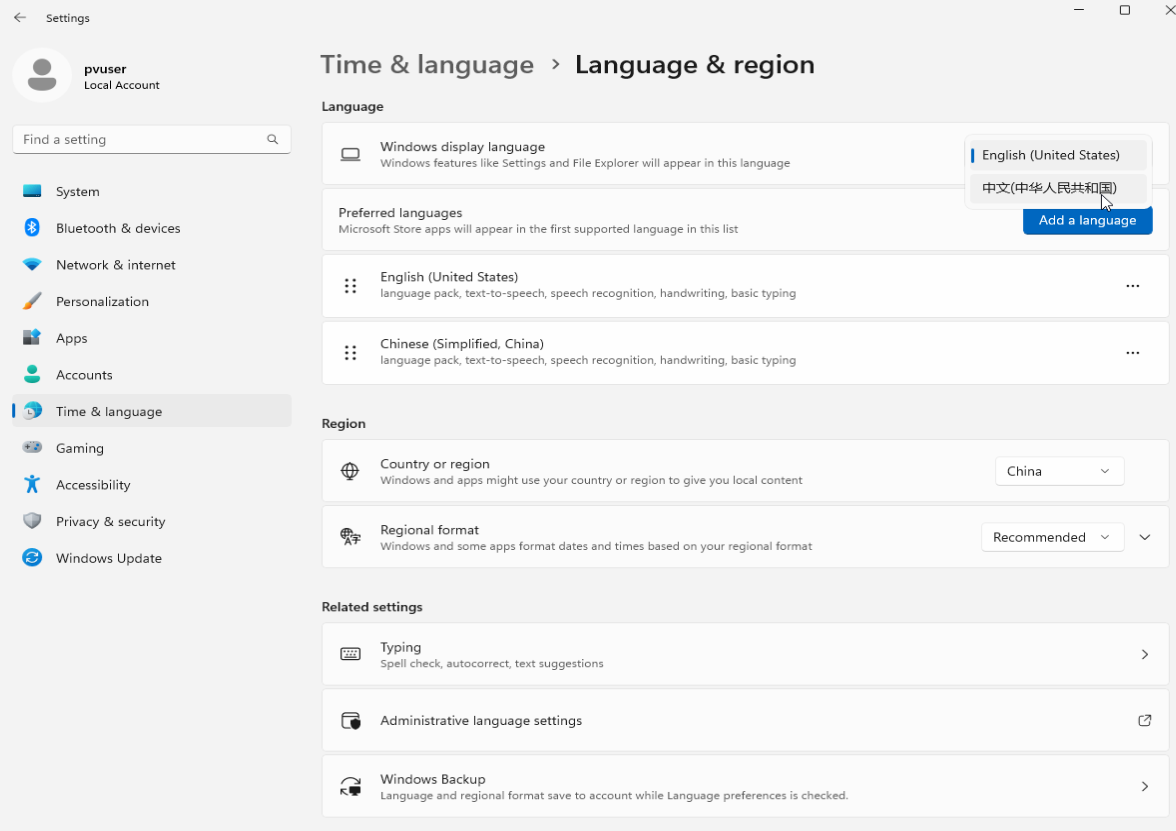 Settings
pvuser
Local Account
Find a setting
System
Bluetooth & devices
Network & internet
Personalization
Apps
Accounts
Time & language
Gaming
Accessibility
Privacy & security
Windows Update
Time & language > Language & region
Language
Windows display language
Windows features like Settings and File Explorer will appear in this language
English (United States)
中文(中华人民共和国)
Preferred languages
Microsoft Store apps will appear in the first supported language in this list
Add a language
English (United States)
language pack, text-to-speech, speech recognition, handwriting, basic typing
Chinese (Simplified, China)
language pack, text-to-speech, speech recognition, handwriting, basic typing
Region
Country or region
Windows and apps might use your country or region to give you local content
China
Regional format
Windows and some apps format dates and times based on your regional format
Recommended
Related settings
Typing
Spell check, autocorrect, text suggestions
Administrative language settings
Windows Backup
Language and regional format save to account while Language preferences is checked.